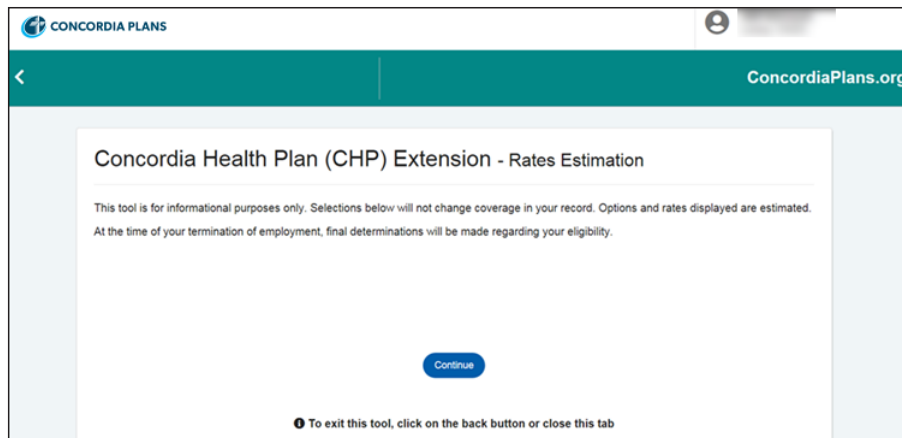 CONCORDIA PLANS
ConcordiaPlans.org
Concordia Health Plan (CHP) Extension - Rates Estimation
This tool is for informational purposes only. Selections below will not change coverage in your record. Options and rates displayed are estimated.
At the time of your termination of employment, final determinations will be made regarding your eligibility.
Continue
To exit this tool, click on the back button or close this tab